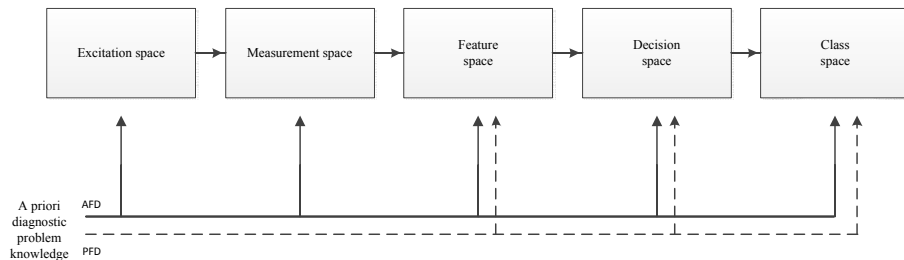 Excitation space
Measurement space
Feature
space
Decision
space
Class
space
A priori
diagnostic
problem
knowledge
AFD
PFD